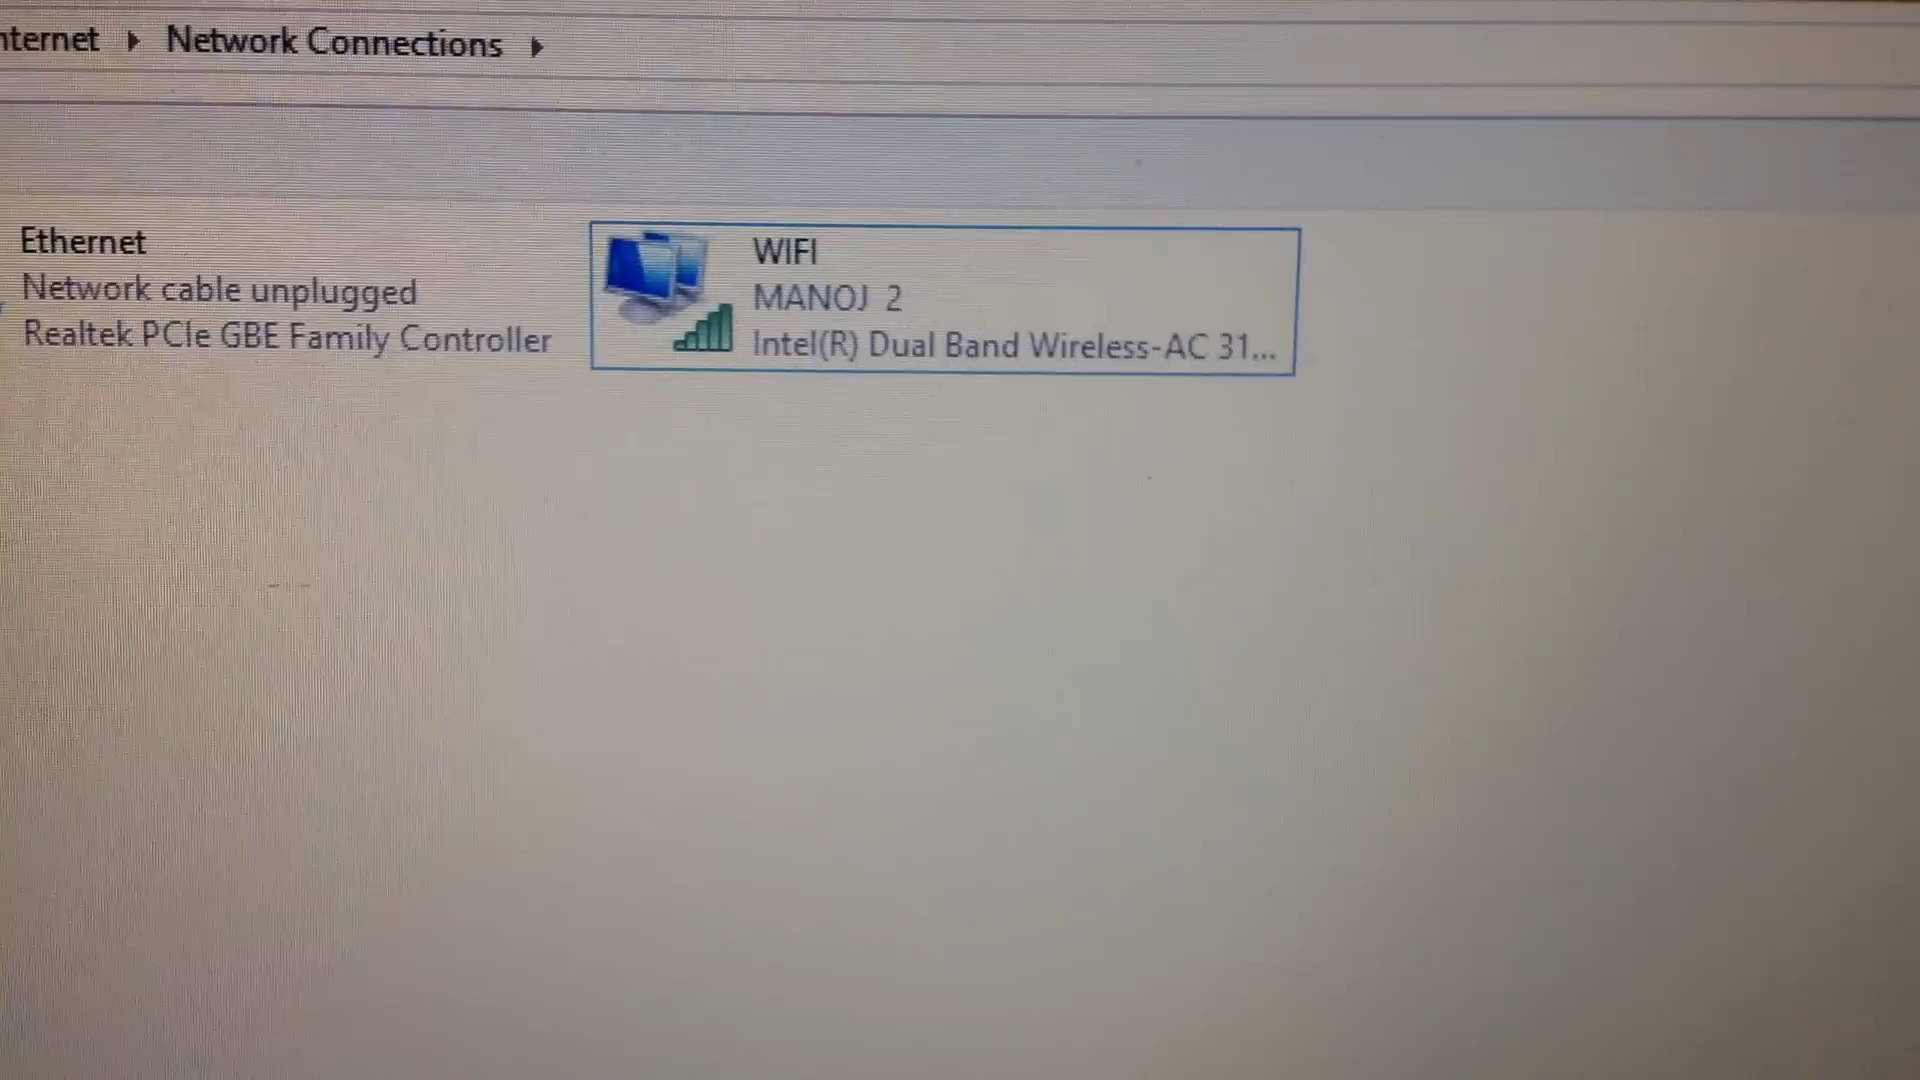 nternet Network Connections
Ethernet
Network cable unplugged
Realtek PCIe GBE Family Controller
WIFI
MANOJ 2
Intel(R) Dual Band Wireless-AC 31...